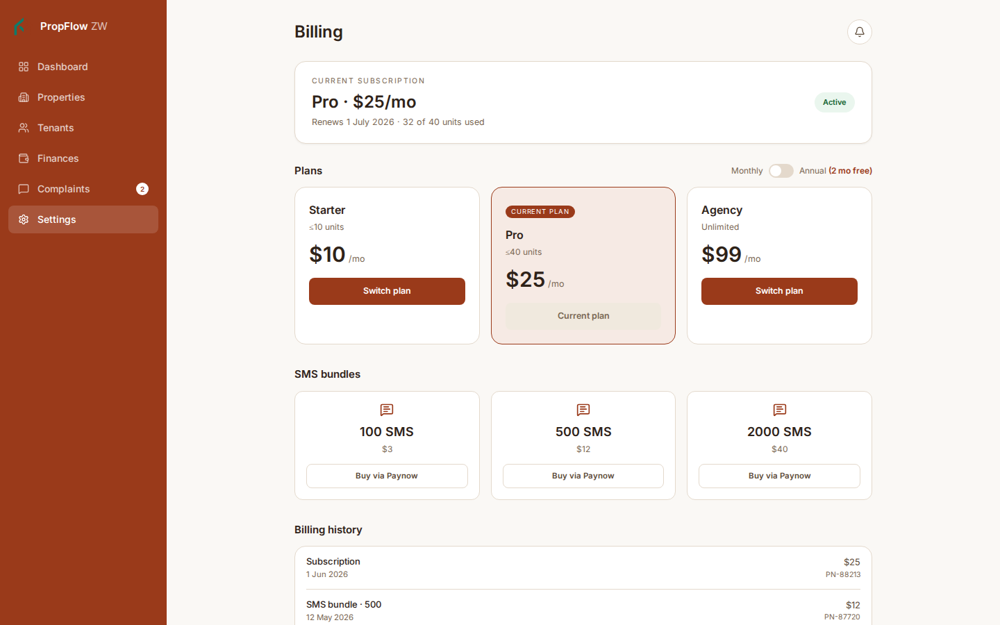 PropFlow ZW
Dashboard
Properties
Tenants
Finances
Complaints 2
Settings
Billing
CURRENT SUBSCRIPTION
Pro · $25/mo
Active
Renews 1 July 2026 · 32 of 40 units used
Plans
Monthly
Annual (2 mo free)
Starter
≤10 units
$10 /mo
Switch plan
CURRENT PLAN
Pro
≤40 units
$25 /mo
Current plan
Agency
Unlimited
$99 /mo
Switch plan
SMS bundles
100 SMS
$3
Buy via Paynow
500 SMS
$12
Buy via Paynow
2000 SMS
$40
Buy via Paynow
Billing history
Subscription
$25
1 Jun 2026
PN-88213
SMS bundle · 500
$12
12 May 2026
PN-87720